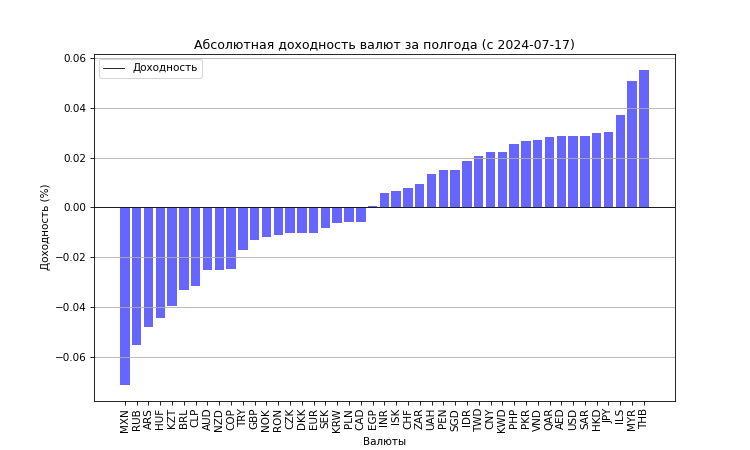 Абсолютная доходность валют за полгода (с 2024-07-17)
Доходность
Доходность (%)
0.06
0.04
0.02
0.00
−0.02
−0.04
−0.06
MXN RUB ARS HUF KZT BRL CLP AUD NZD COP TRY GBP NOK RON CZK DKK EUR SEK KRW PLN CAD EGP INR ISK CHF ZAR UAH PEN SGD IDR TWD CNY KWD PHP PKR VND QAR AED USD SAR HKD JPY ILS MYR THB
Валюты